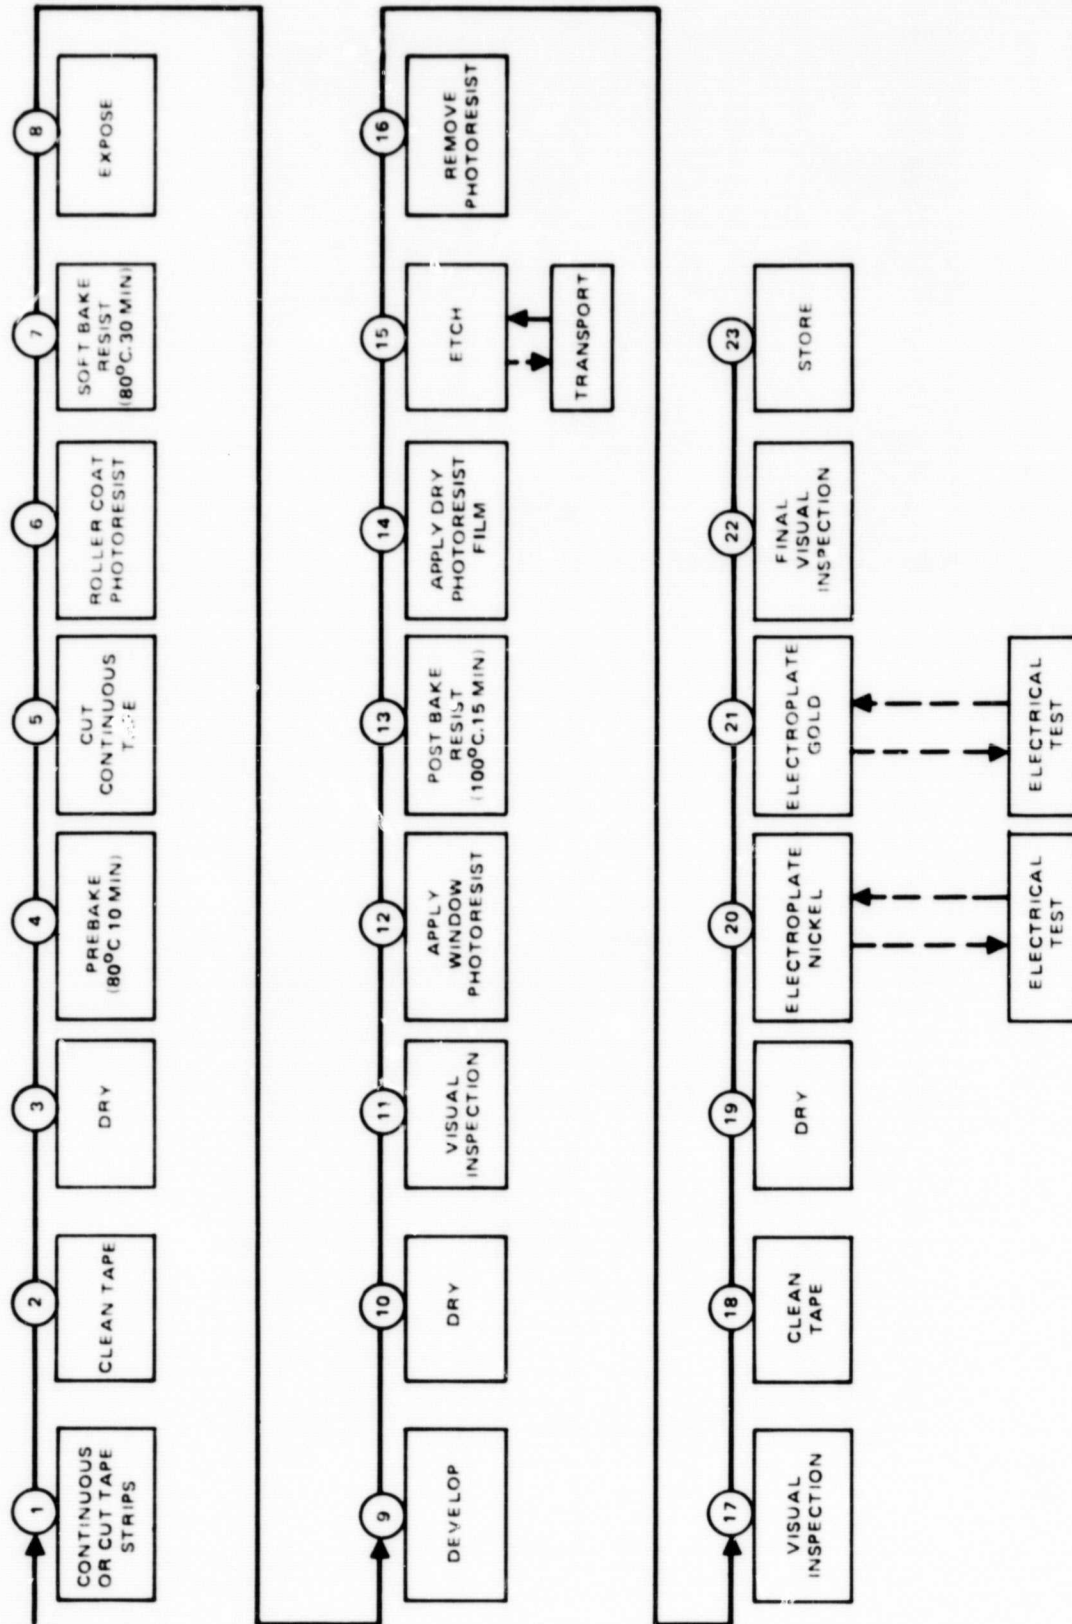 1
CONTINUOUS
OR CUT TAPE
STRIPS
2
CLEAN TAPE
3
DRY
4
PREBAKE
(80°C 10 MIN)
5
CUT
CONTINUOUS
6
ROLLER COAT
PHOTORESIST
7
SOFT BAKE
RESIST
(80°C. 30 MIN)
8
EXPOSE
9
DEVELOP
10
DRY
11
VISUAL
INSPECTION
12
APPLY
WINDOW
PHOTORESIST
13
POST BAKE
RESIST
(100°C. 15 MIN)
14
APPLY DRY
PHOTORESIST
FILM
15
ETCH
TRANSPORT
16
REMOVE
PHOTORESIST
17
VISUAL
INSPECTION
18
CLEAN
TAPE
19
DRY
20
ELECTROPLATE
NICKEL
ELECTRICAL
TEST
21
ELECTROPLATE
GOLD
ELECTRICAL
TEST
22
FINAL
VISUAL
INSPECTION
23
STORE